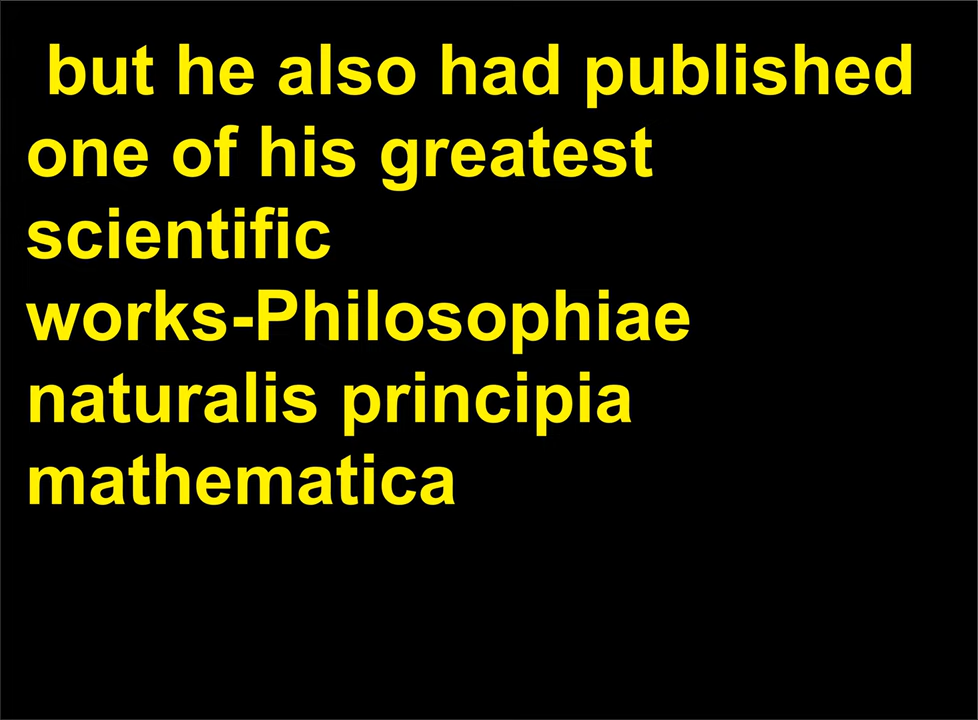 but he also had published
one of his greatest
scientific
works-Philosophiae
naturalis principia
mathematica